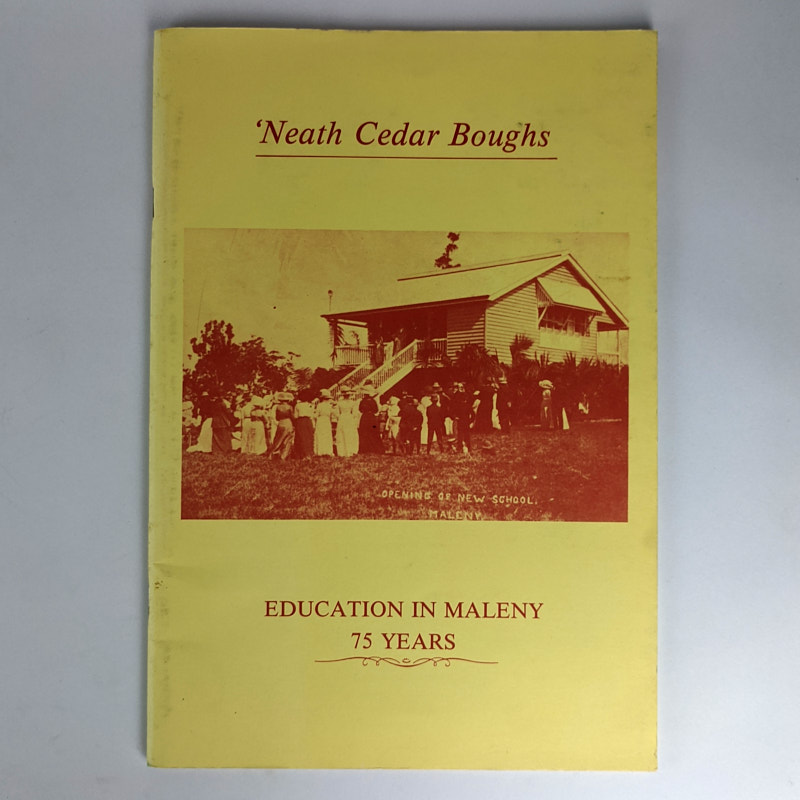 ‘Neath Cedar Boughs
OPENING OF NEW SCHOOL.
MALENY
EDUCATION IN MALENY
75 YEARS